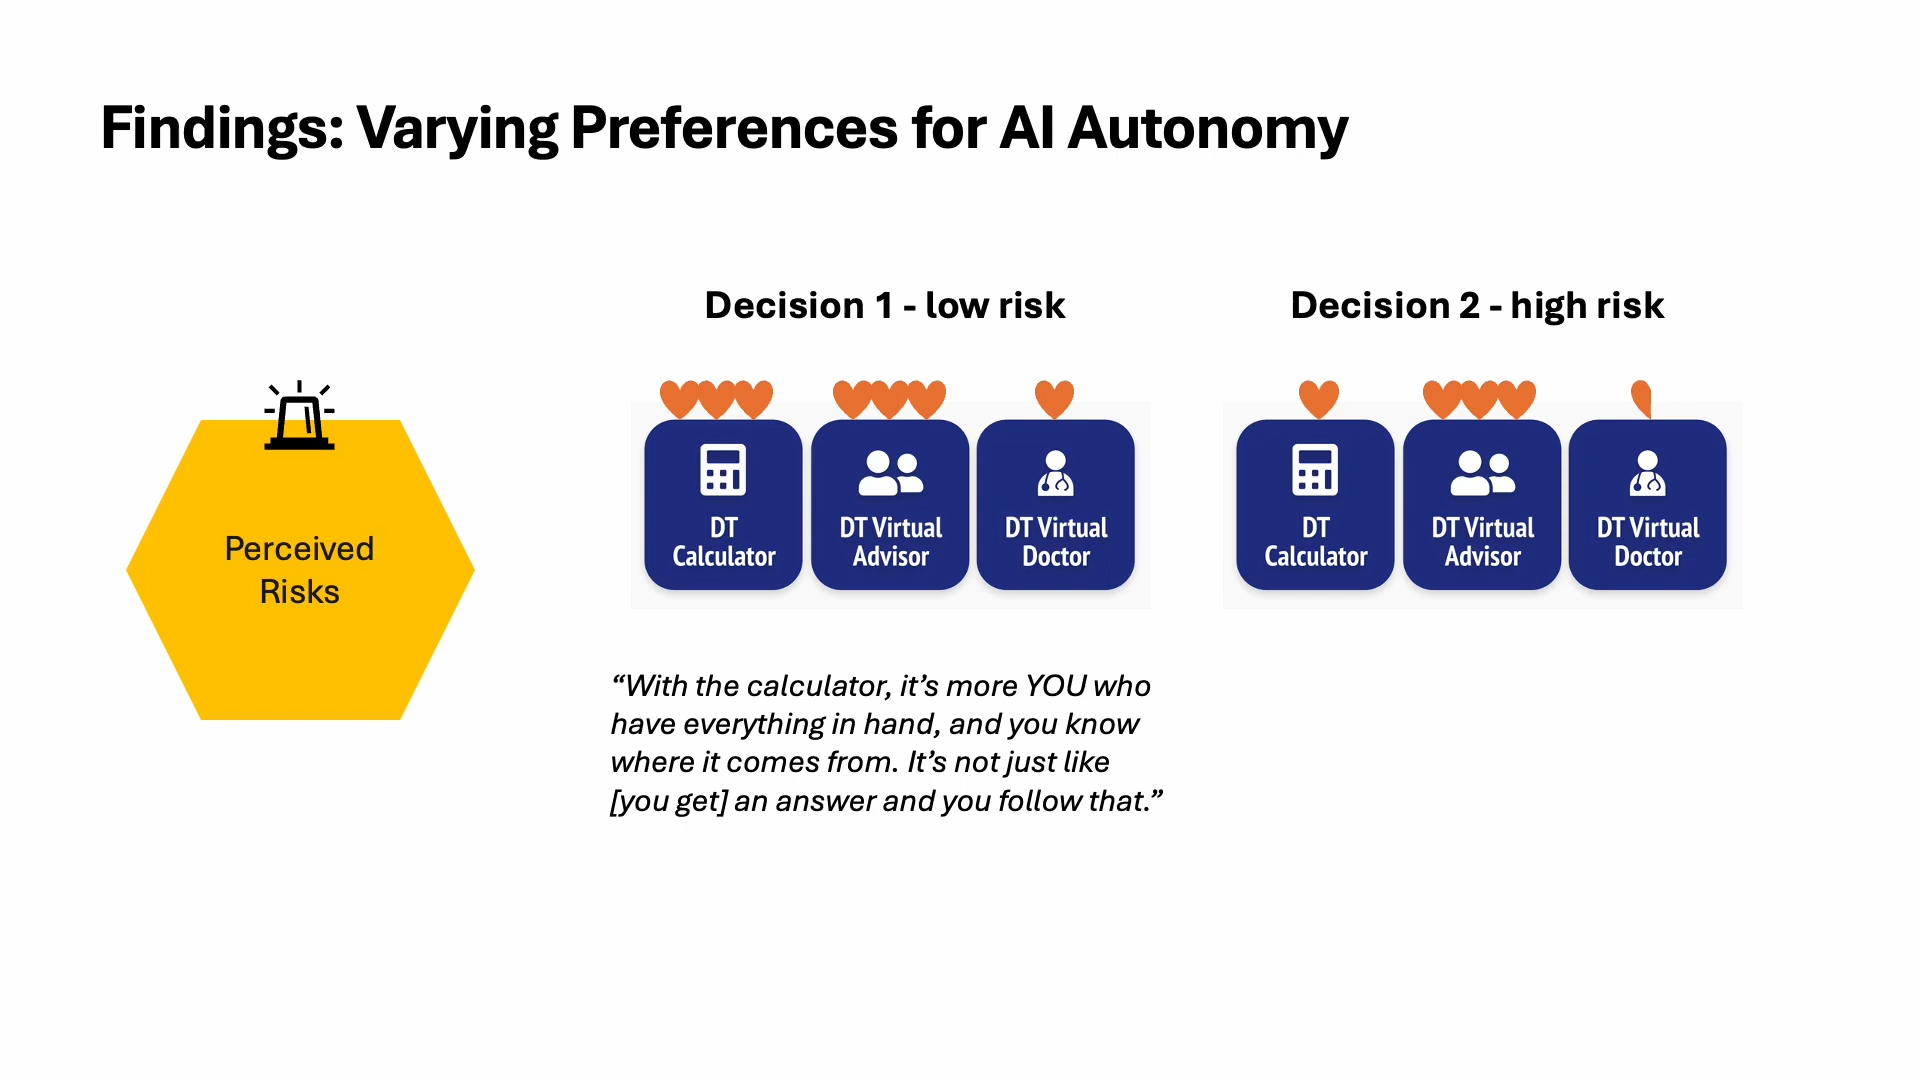 Findings: Varying Preferences for AI Autonomy
Perceived
Risks
Decision 1 - low risk
DT
Calculator
DT Virtual
Advisor
DT Virtual
Doctor
“With the calculator, it’s more YOU who
have everything in hand, and you know
where it comes from. It’s not just like
[you get] an answer and you follow that.”
Decision 2 - high risk
DT
Calculator
DT Virtual
Advisor
DT Virtual
Doctor